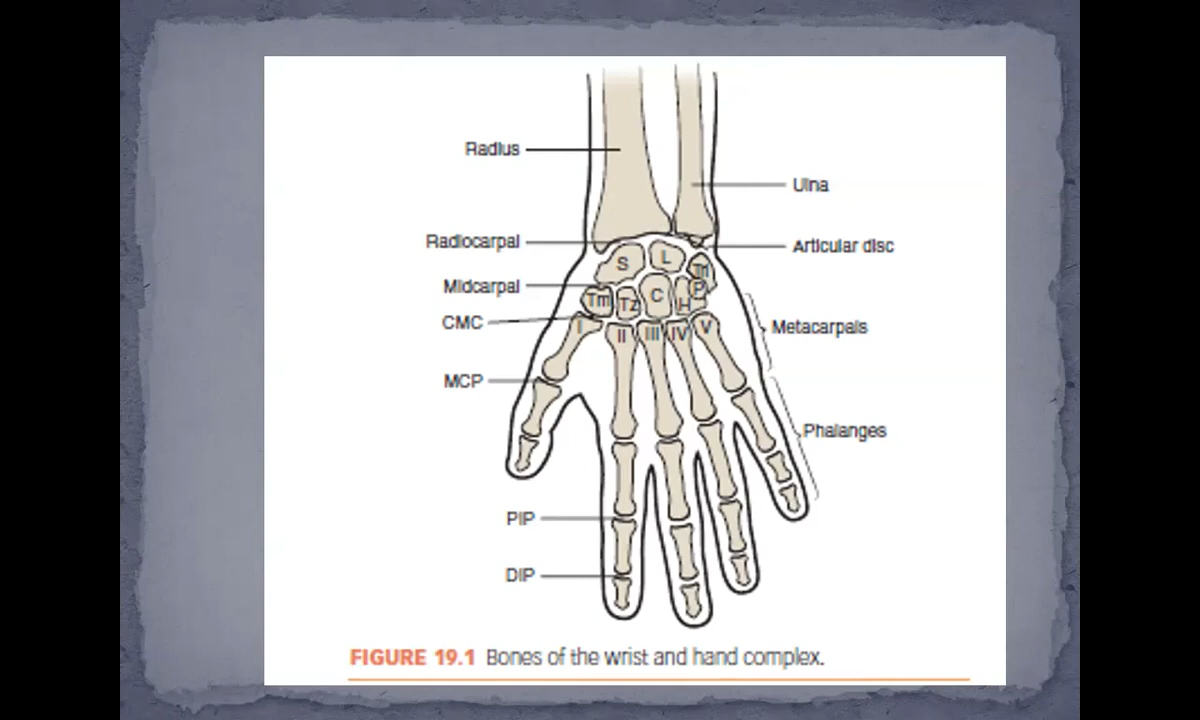 Radius
Ulna
Radiocarpal
Articular disc
S
L
Tri
Midcarpal
P
Tm
Tz
C
H
CMC
I
II
III
IV
V
Metacarpals
MCP
Phalanges
PIP
DIP
FIGURE 19.1 Bones of the wrist and hand complex.